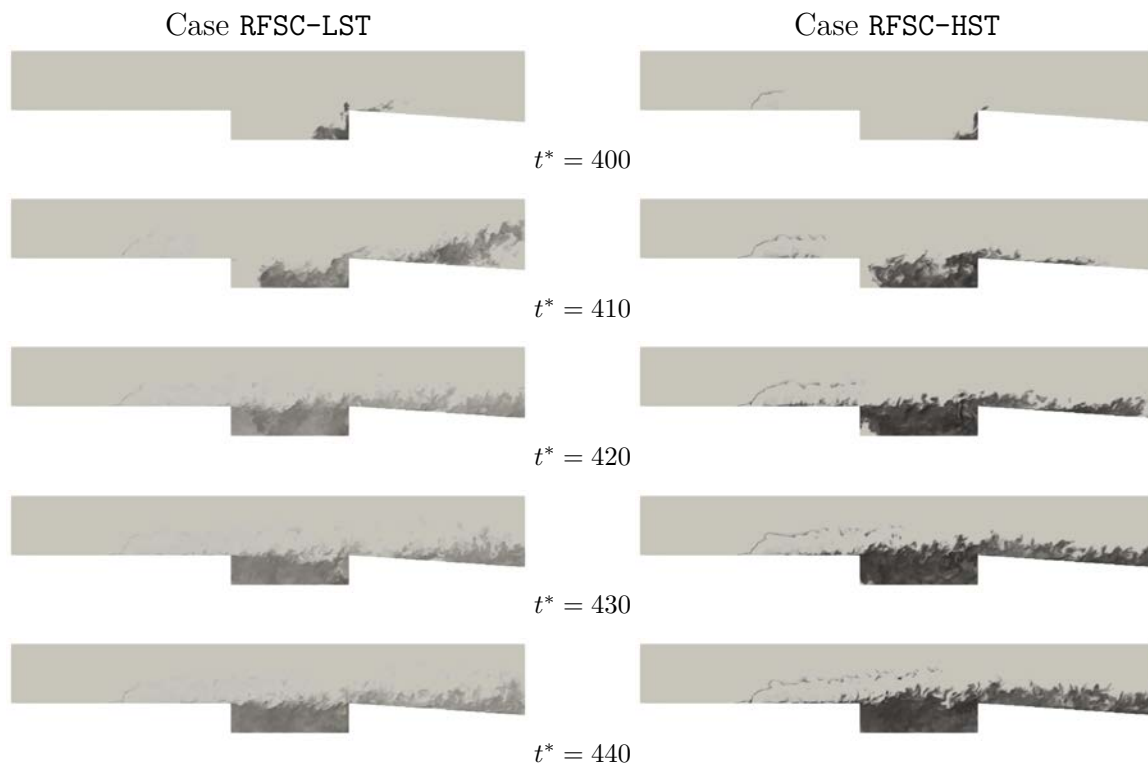 Case RFSC-LST
Case RFSC-HST
t* = 400
t* = 410
t* = 420
t* = 430
t* = 440